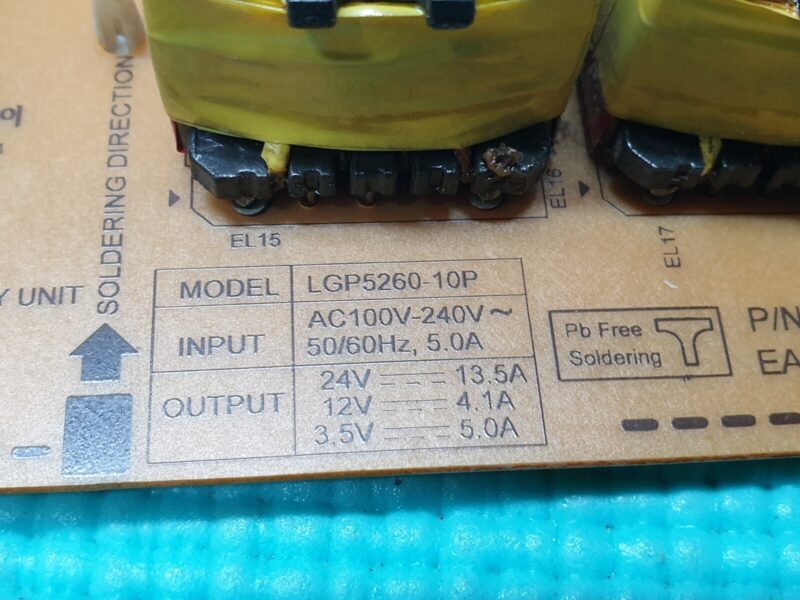 의
SOLDERING DIRECTION
Y UNIT
EL15
EL16
EL17
MODEL LGP5260-10P
INPUT AC100V-240V~
50/60Hz, 5.0A
OUTPUT 24V 13.5A
12V 4.1A
3.5V 5.0A
Pb Free
Soldering
P/N
EA